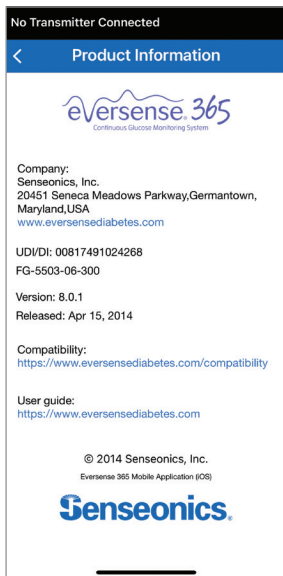 No Transmitter Connected
Product Information
eversense. 365
Continuous Glucose Monitoring System
Company:
Senseonics, Inc.
20451 Seneca Meadows Parkway,Germantown,
Maryland,USA
www.eversensediabetes.com
UDI/DI: 00817491024268
FG-5503-06-300
Version: 8.0.1
Released: Apr 15, 2014
Compatibility:
https://www.eversensediabetes.com/compatibility
User guide:
https://www.eversensediabetes.com
© 2014 Senseonics, Inc.
Eversense 365 Mobile Application (iOS)
Senseonics.